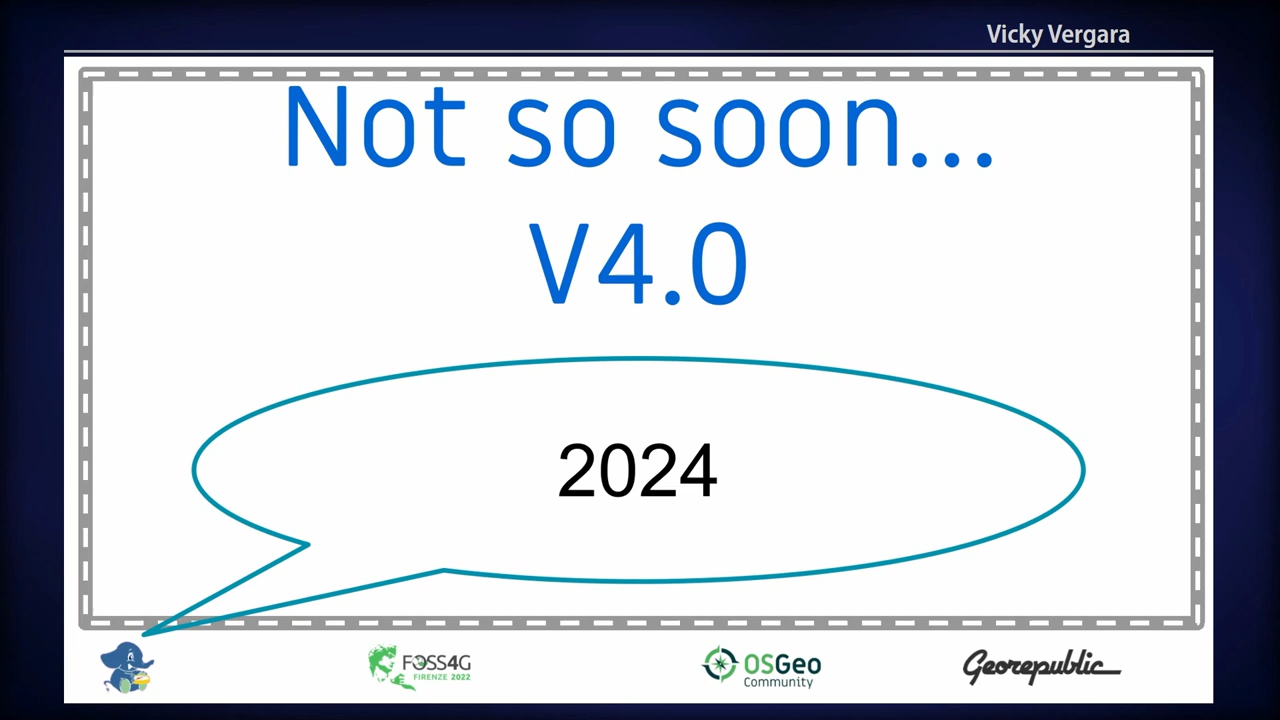 Vicky Vergara
Not so soon...
V4.0
2024
FOSS4G
FIRENZE 2022
OSGeo
Community
Georepublic